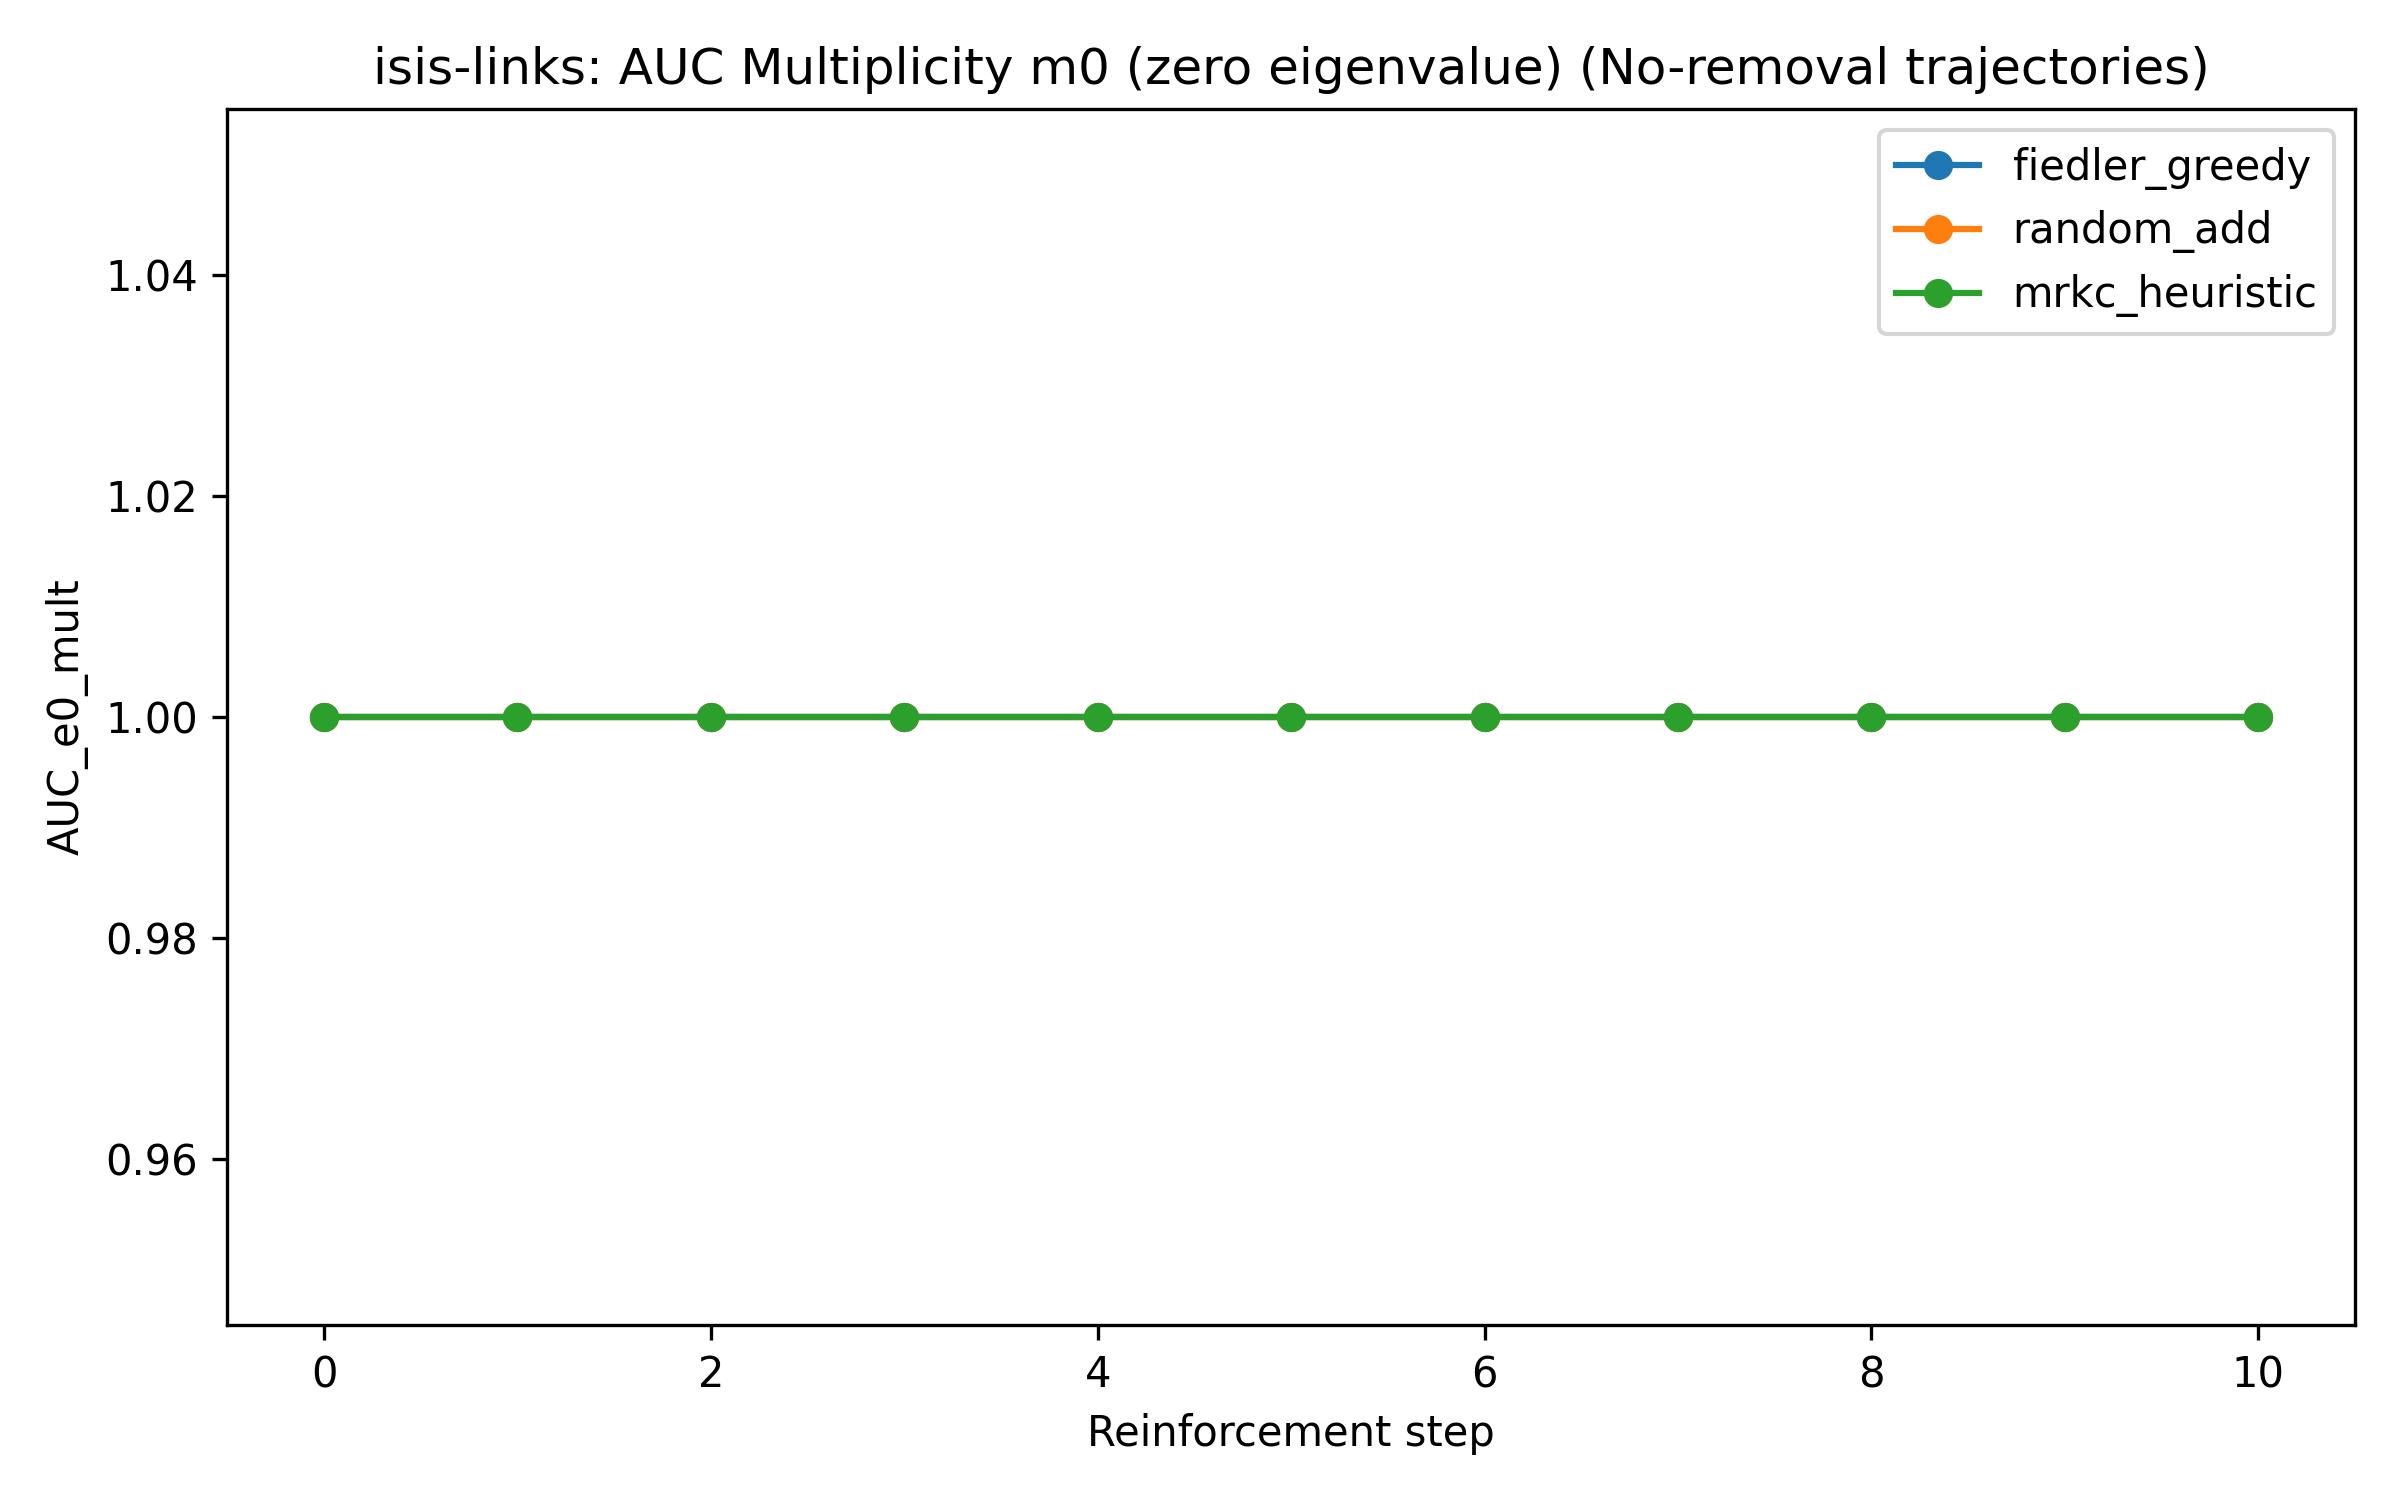 isis-links: AUC Multiplicity m0 (zero eigenvalue) (No-removal trajectories)
fiedler_greedy
random_add
mrkc_heuristic
1.04
1.02
1.00
0.98
0.96
AUC_e0_mult
0 2 4 6 8 10
Reinforcement step